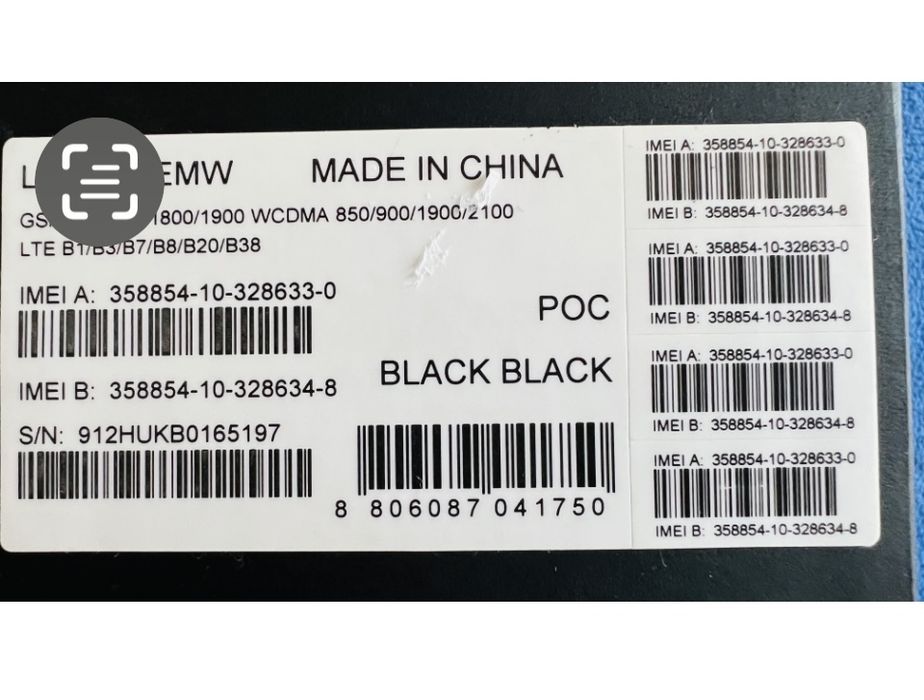 EMW MADE IN CHINA
1800/1900 WCDMA 850/900/1900/2100
LTE B1/B3/B7/B8/B20/B38
IMEI A: 358854-10-328633-0
IMEI B: 358854-10-328634-8
S/N: 912HUKB0165197
POC
BLACK BLACK
8 806087 041750
IMEI A: 358854-10-328633-0
IMEI B: 358854-10-328634-8
IMEI A: 358854-10-328633-0
IMEI B: 358854-10-328634-8
IMEI A: 358854-10-328633-0
IMEI B: 358854-10-328634-8
IMEI A: 358854-10-328633-0
IMEI B: 358854-10-328634-8